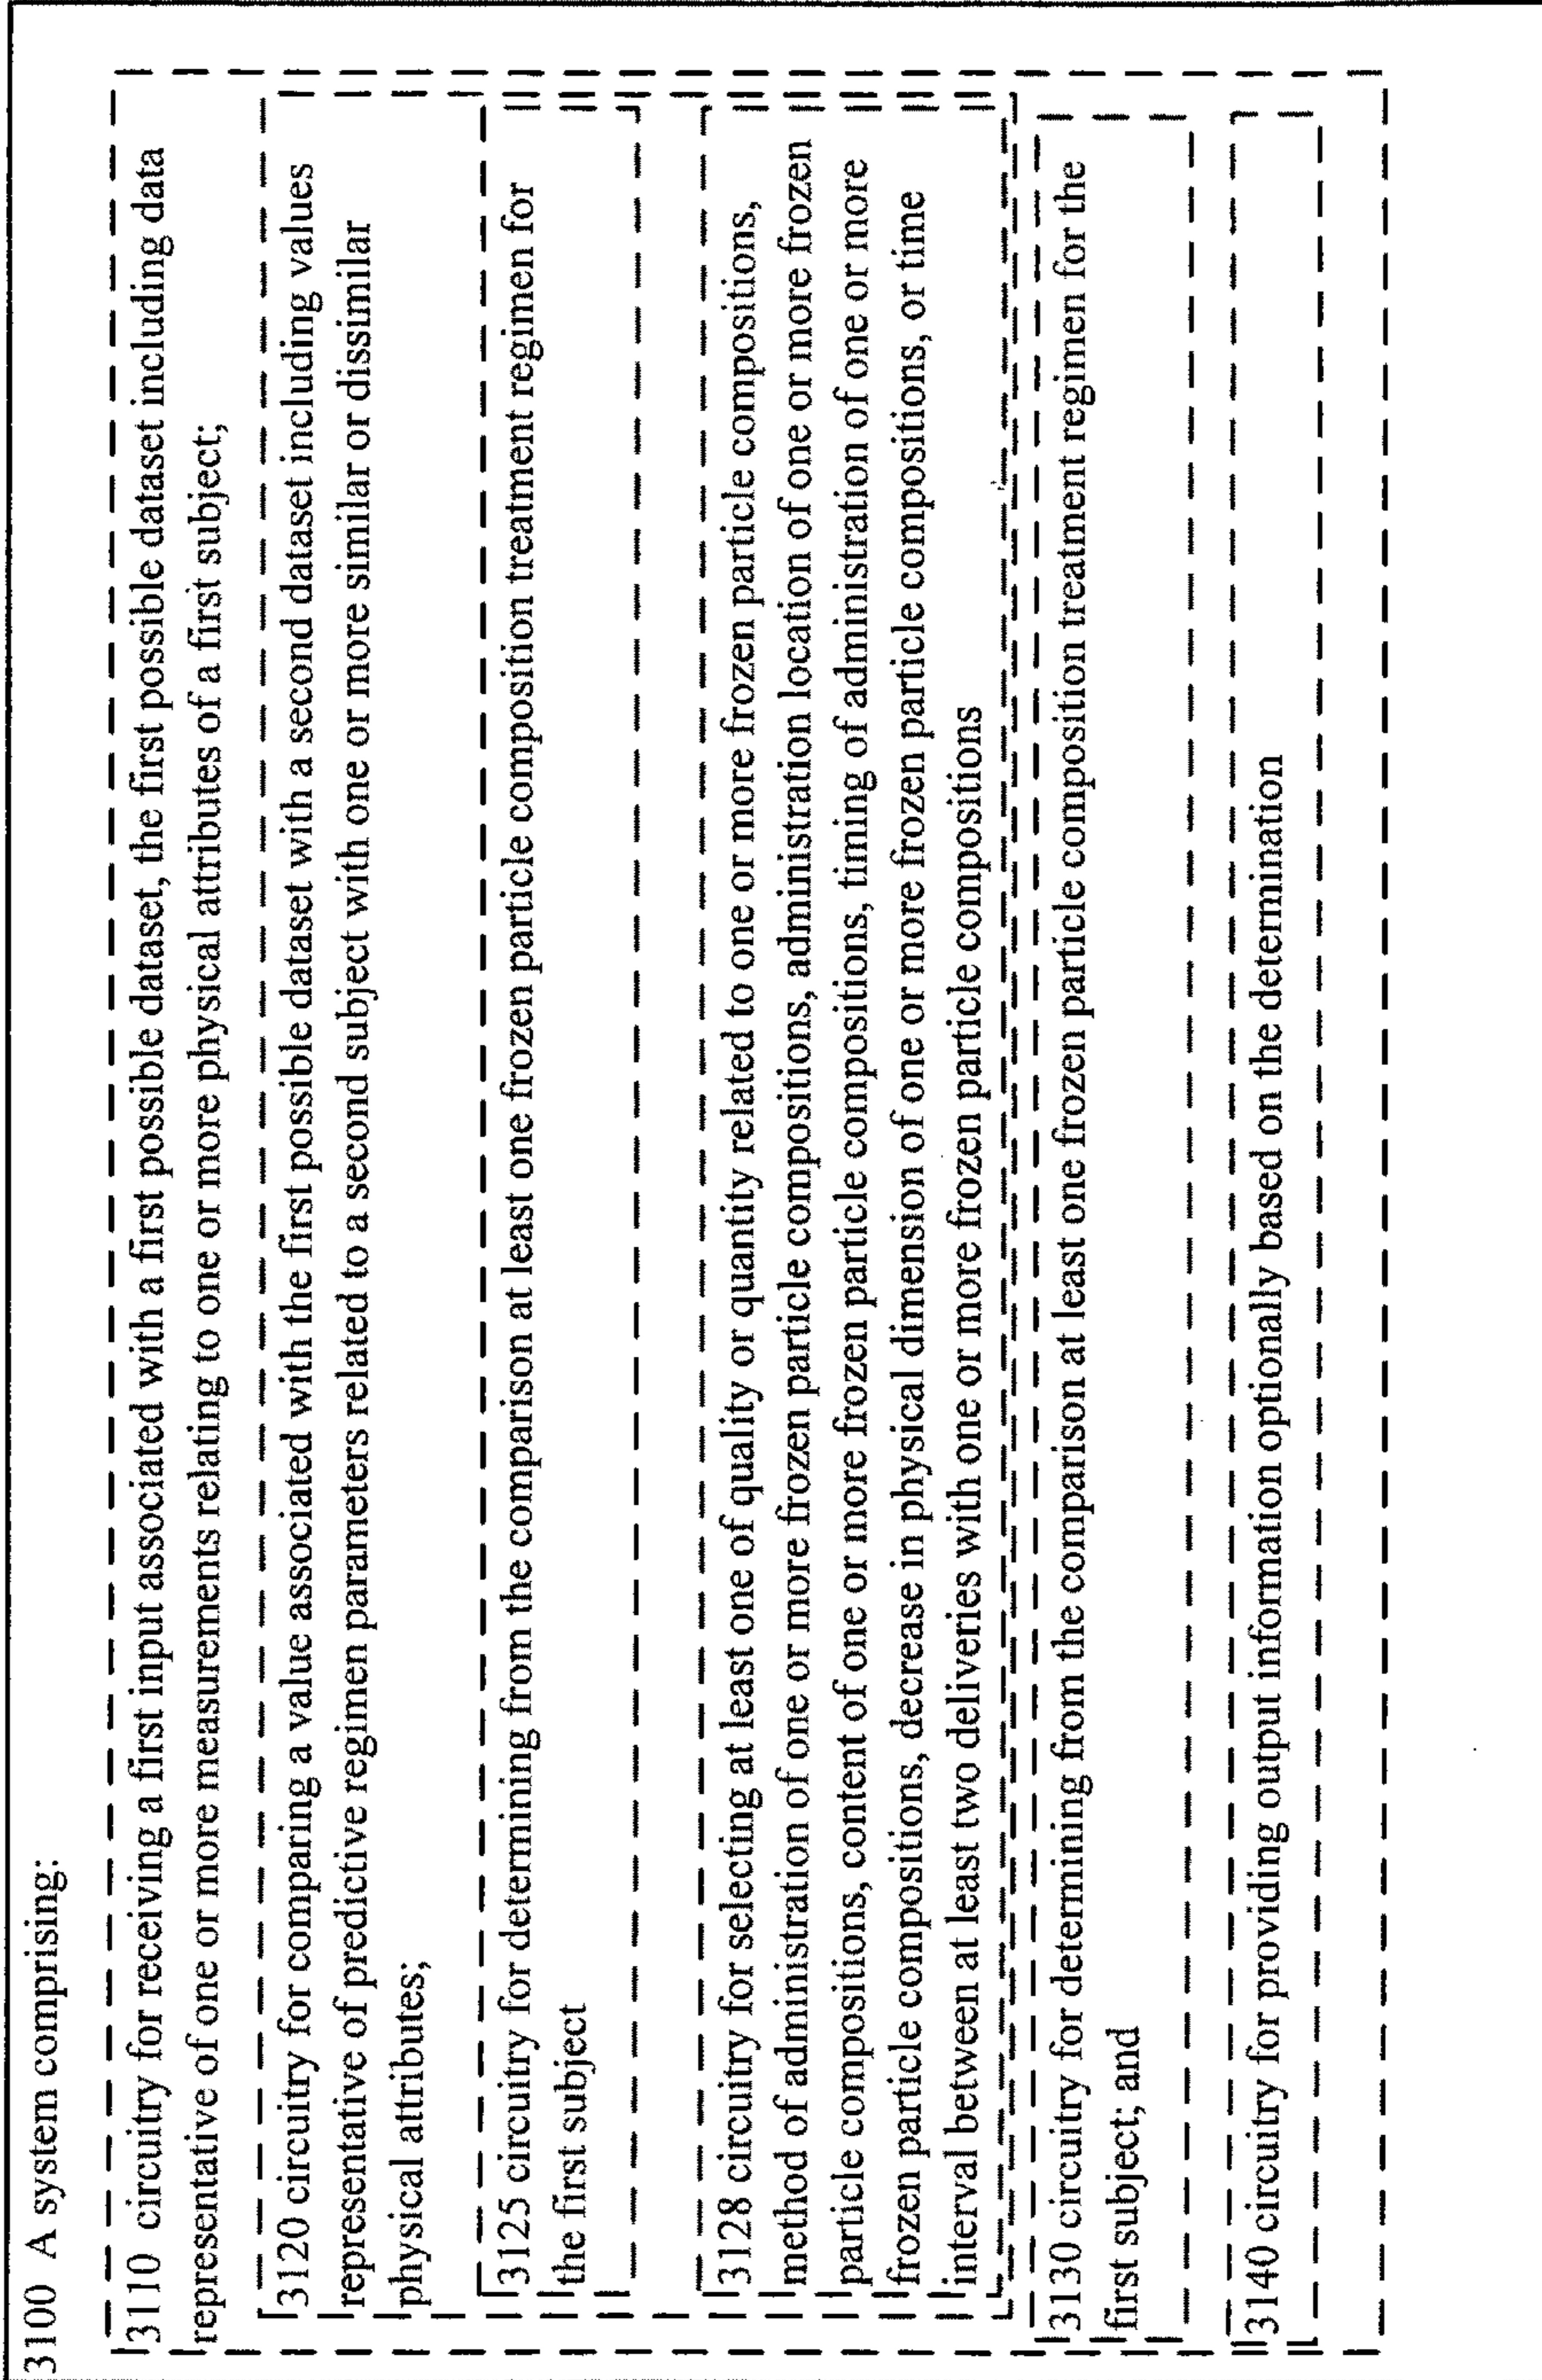 3100 A system comprising:
3110 circuitry for receiving a first input associated with a first possible dataset, the first possible dataset including data
representative of one or more measurements relating to one or more physical attributes of a first subject;
3120 circuitry for comparing a value associated with the first possible dataset with a second dataset including values
representative of predictive regimen parameters related to a second subject with one or more similar or dissimilar
physical attributes;
3125 circuitry for determining from the comparison at least one frozen particle composition treatment regimen for
the first subject
3128 circuitry for selecting at least one of quality or quantity related to one or more frozen particle compositions,
method of administration of one or more frozen particle compositions, administration location of one or more frozen
particle compositions, content of one or more frozen particle compositions, timing of administration of one or more
frozen particle compositions, decrease in physical dimension of one or more frozen particle compositions, or time
interval between at least two deliveries with one or more frozen particle compositions
3130 circuitry for determining from the comparison at least one frozen particle composition treatment regimen for the
first subject; and
3140 circuitry for providing output information optionally based on the determination